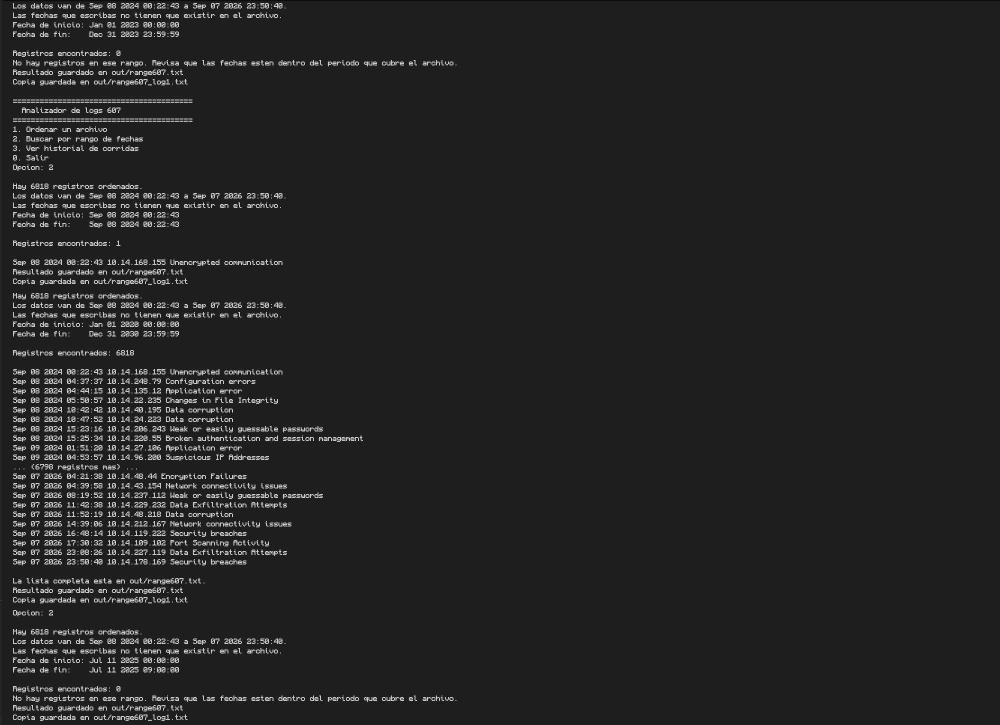 Los datos van de Sep 08 2024 00:22:43 a Sep 07 2026 23:50:40.
Las fechas que escribas no tienen que existir en el archivo.
Fecha de inicio: Jan 01 2023 00:00:00
Fecha de fin:    Dec 31 2023 23:59:59
Registros encontrados: 0
No hay registros en ese rango. Revisa que las fechas esten dentro del periodo que cubre el archivo.
Resultado guardado en out/range607.txt
Copia guardada en out/range607_log1.txt
========================================
  Analizador de logs 607
========================================
1. Ordenar un archivo
2. Buscar por rango de fechas
3. Ver historial de corridas
0. Salir
Opcion: 2
Hay 6818 registros ordenados.
Los datos van de Sep 08 2024 00:22:43 a Sep 07 2026 23:50:40.
Las fechas que escribas no tienen que existir en el archivo.
Fecha de inicio: Sep 08 2024 00:22:43
Fecha de fin:    Sep 08 2024 00:22:43
Registros encontrados: 1
Sep 08 2024 00:22:43 10.14.168.155 Unencrypted communication
Resultado guardado en out/range607.txt
Copia guardada en out/range607_log1.txt
Hay 6818 registros ordenados.
Los datos van de Sep 08 2024 00:22:43 a Sep 07 2026 23:50:40.
Las fechas que escribas no tienen que existir en el archivo.
Fecha de inicio: Jan 01 2020 00:00:00
Fecha de fin:    Dec 31 2030 23:59:59
Registros encontrados: 6818
Sep 08 2024 00:22:43 10.14.168.155 Unencrypted communication
Sep 08 2024 04:37:37 10.14.248.79 Configuration errors
Sep 08 2024 04:44:15 10.14.135.12 Application error
Sep 08 2024 05:50:57 10.14.22.235 Changes in File Integrity
Sep 08 2024 10:42:42 10.14.40.195 Data corruption
Sep 08 2024 10:47:52 10.14.24.223 Data corruption
Sep 08 2024 15:23:16 10.14.206.243 Weak or easily guessable passwords
Sep 08 2024 15:25:34 10.14.220.55 Broken authentication and session management
Sep 09 2024 01:51:20 10.14.27.106 Application error
Sep 09 2024 04:53:57 10.14.96.200 Suspicious IP Addresses
... (6798 registros mas) ...
Sep 07 2026 04:21:38 10.14.48.44 Encryption Failures
Sep 07 2026 04:39:58 10.14.43.154 Network connectivity issues
Sep 07 2026 08:19:52 10.14.237.112 Weak or easily guessable passwords
Sep 07 2026 11:42:38 10.14.229.232 Data Exfiltration Attempts
Sep 07 2026 11:52:19 10.14.48.218 Data corruption
Sep 07 2026 14:39:06 10.14.212.167 Network connectivity issues
Sep 07 2026 16:48:14 10.14.119.222 Security breaches
Sep 07 2026 17:30:32 10.14.109.102 Port Scanning Activity
Sep 07 2026 23:08:26 10.14.227.119 Data Exfiltration Attempts
Sep 07 2026 23:50:40 10.14.178.169 Security breaches
La lista completa esta en out/range607.txt.
Resultado guardado en out/range607.txt
Copia guardada en out/range607_log1.txt
Opcion: 2
Hay 6818 registros ordenados.
Los datos van de Sep 08 2024 00:22:43 a Sep 07 2026 23:50:40.
Las fechas que escribas no tienen que existir en el archivo.
Fecha de inicio: Jul 11 2025 00:00:00
Fecha de fin:    Jul 11 2025 09:00:00
Registros encontrados: 0
No hay registros en ese rango. Revisa que las fechas esten dentro del periodo que cubre el archivo.
Resultado guardado en out/range607.txt
Copia guardada en out/range607_log1.txt